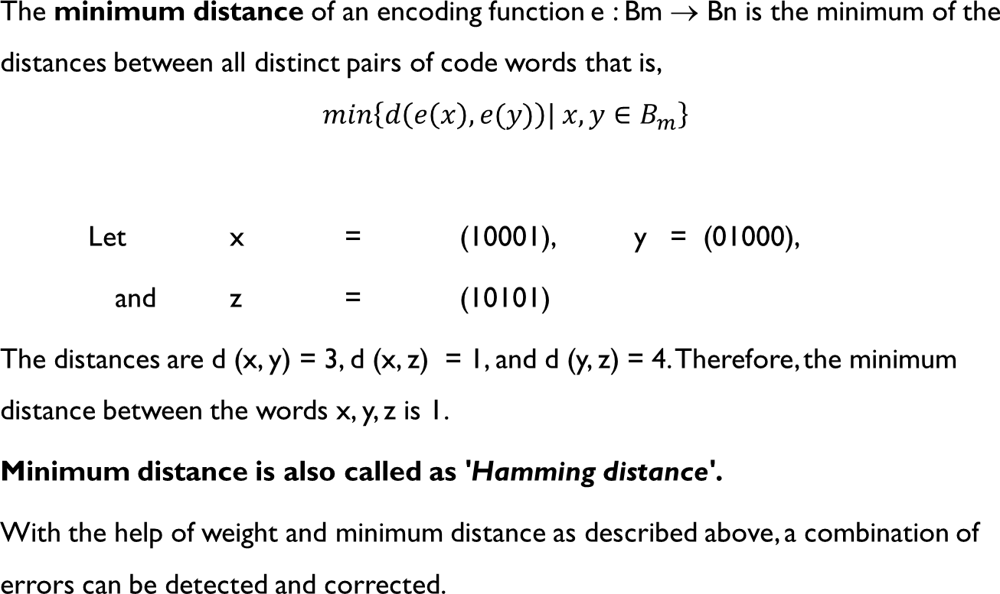 The minimum distance of an encoding function e : Bm → Bn is the minimum of the
distances between all distinct pairs of code words that is,
𝑚𝑖𝑛{𝑑(𝑒(𝑥), 𝑒(𝑦))| 𝑥, 𝑦 ∈ 𝐵ₘ}
Let x = (10001), y = (01000),
and z = (10101)
The distances are d (x, y) = 3, d (x, z) = 1, and d (y, z) = 4. Therefore, the minimum
distance between the words x, y, z is 1.
Minimum distance is also called as 'Hamming distance'.
With the help of weight and minimum distance as described above, a combination of
errors can be detected and corrected.